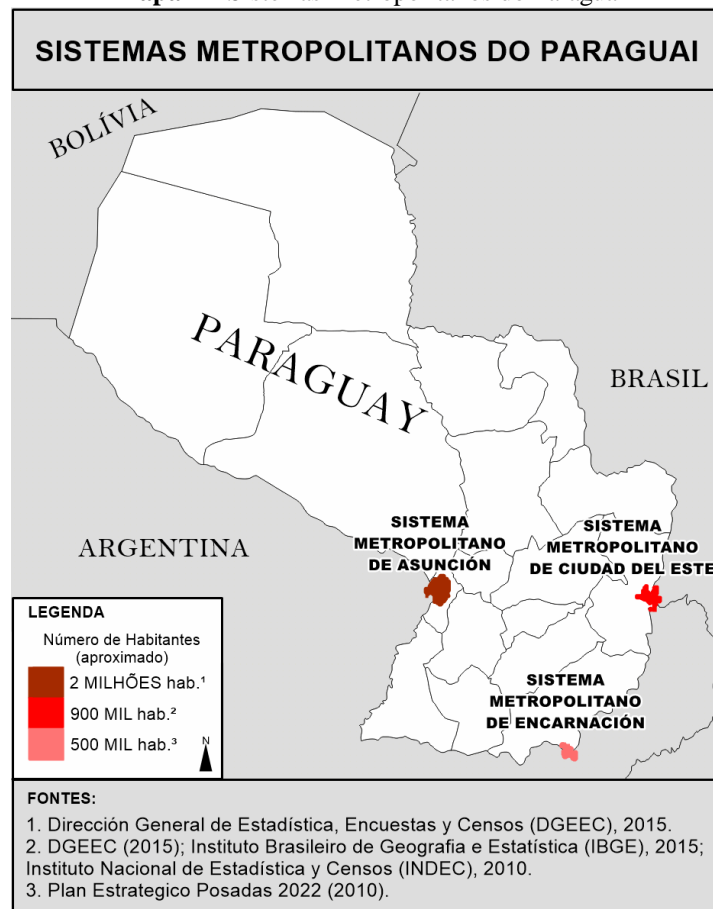 SISTEMAS METROPOLITANOS DO PARAGUAI
BOLÍVIA
PARAGUAY
BRASIL
ARGENTINA
SISTEMA
METROPOLITANO
DE ASUNCIÓN
SISTEMA
METROPOLITANO
DE CIUDAD DEL ESTE
SISTEMA
METROPOLITANO
DE ENCARNACIÓN
LEGENDA
Número de Habitantes
(aproximado)
2 MILHÕES hab.¹
900 MIL hab.²
500 MIL hab.³
N
FONTES:
1. Dirección General de Estadística, Encuestas y Censos (DGEEC), 2015.
2. DGEEC (2015); Instituto Brasileiro de Geografia e Estatística (IBGE), 2015;
Instituto Nacional de Estadística y Censos (INDEC), 2010.
3. Plan Estrategico Posadas 2022 (2010).